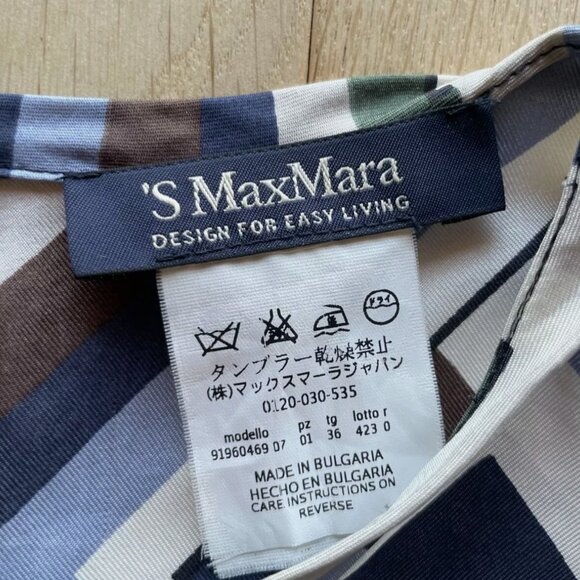 'S MaxMara
DESIGN FOR EASY LIVING
ドライ
タンブラー乾燥禁止
(株)マックスマーラジャパン
0120-030-535
modello pz tg lotto r
91960469 07 01 36 423 0
MADE IN BULGARIA
HECHO EN BULGARIA
CARE INSTRUCTIONS ON
REVERSE